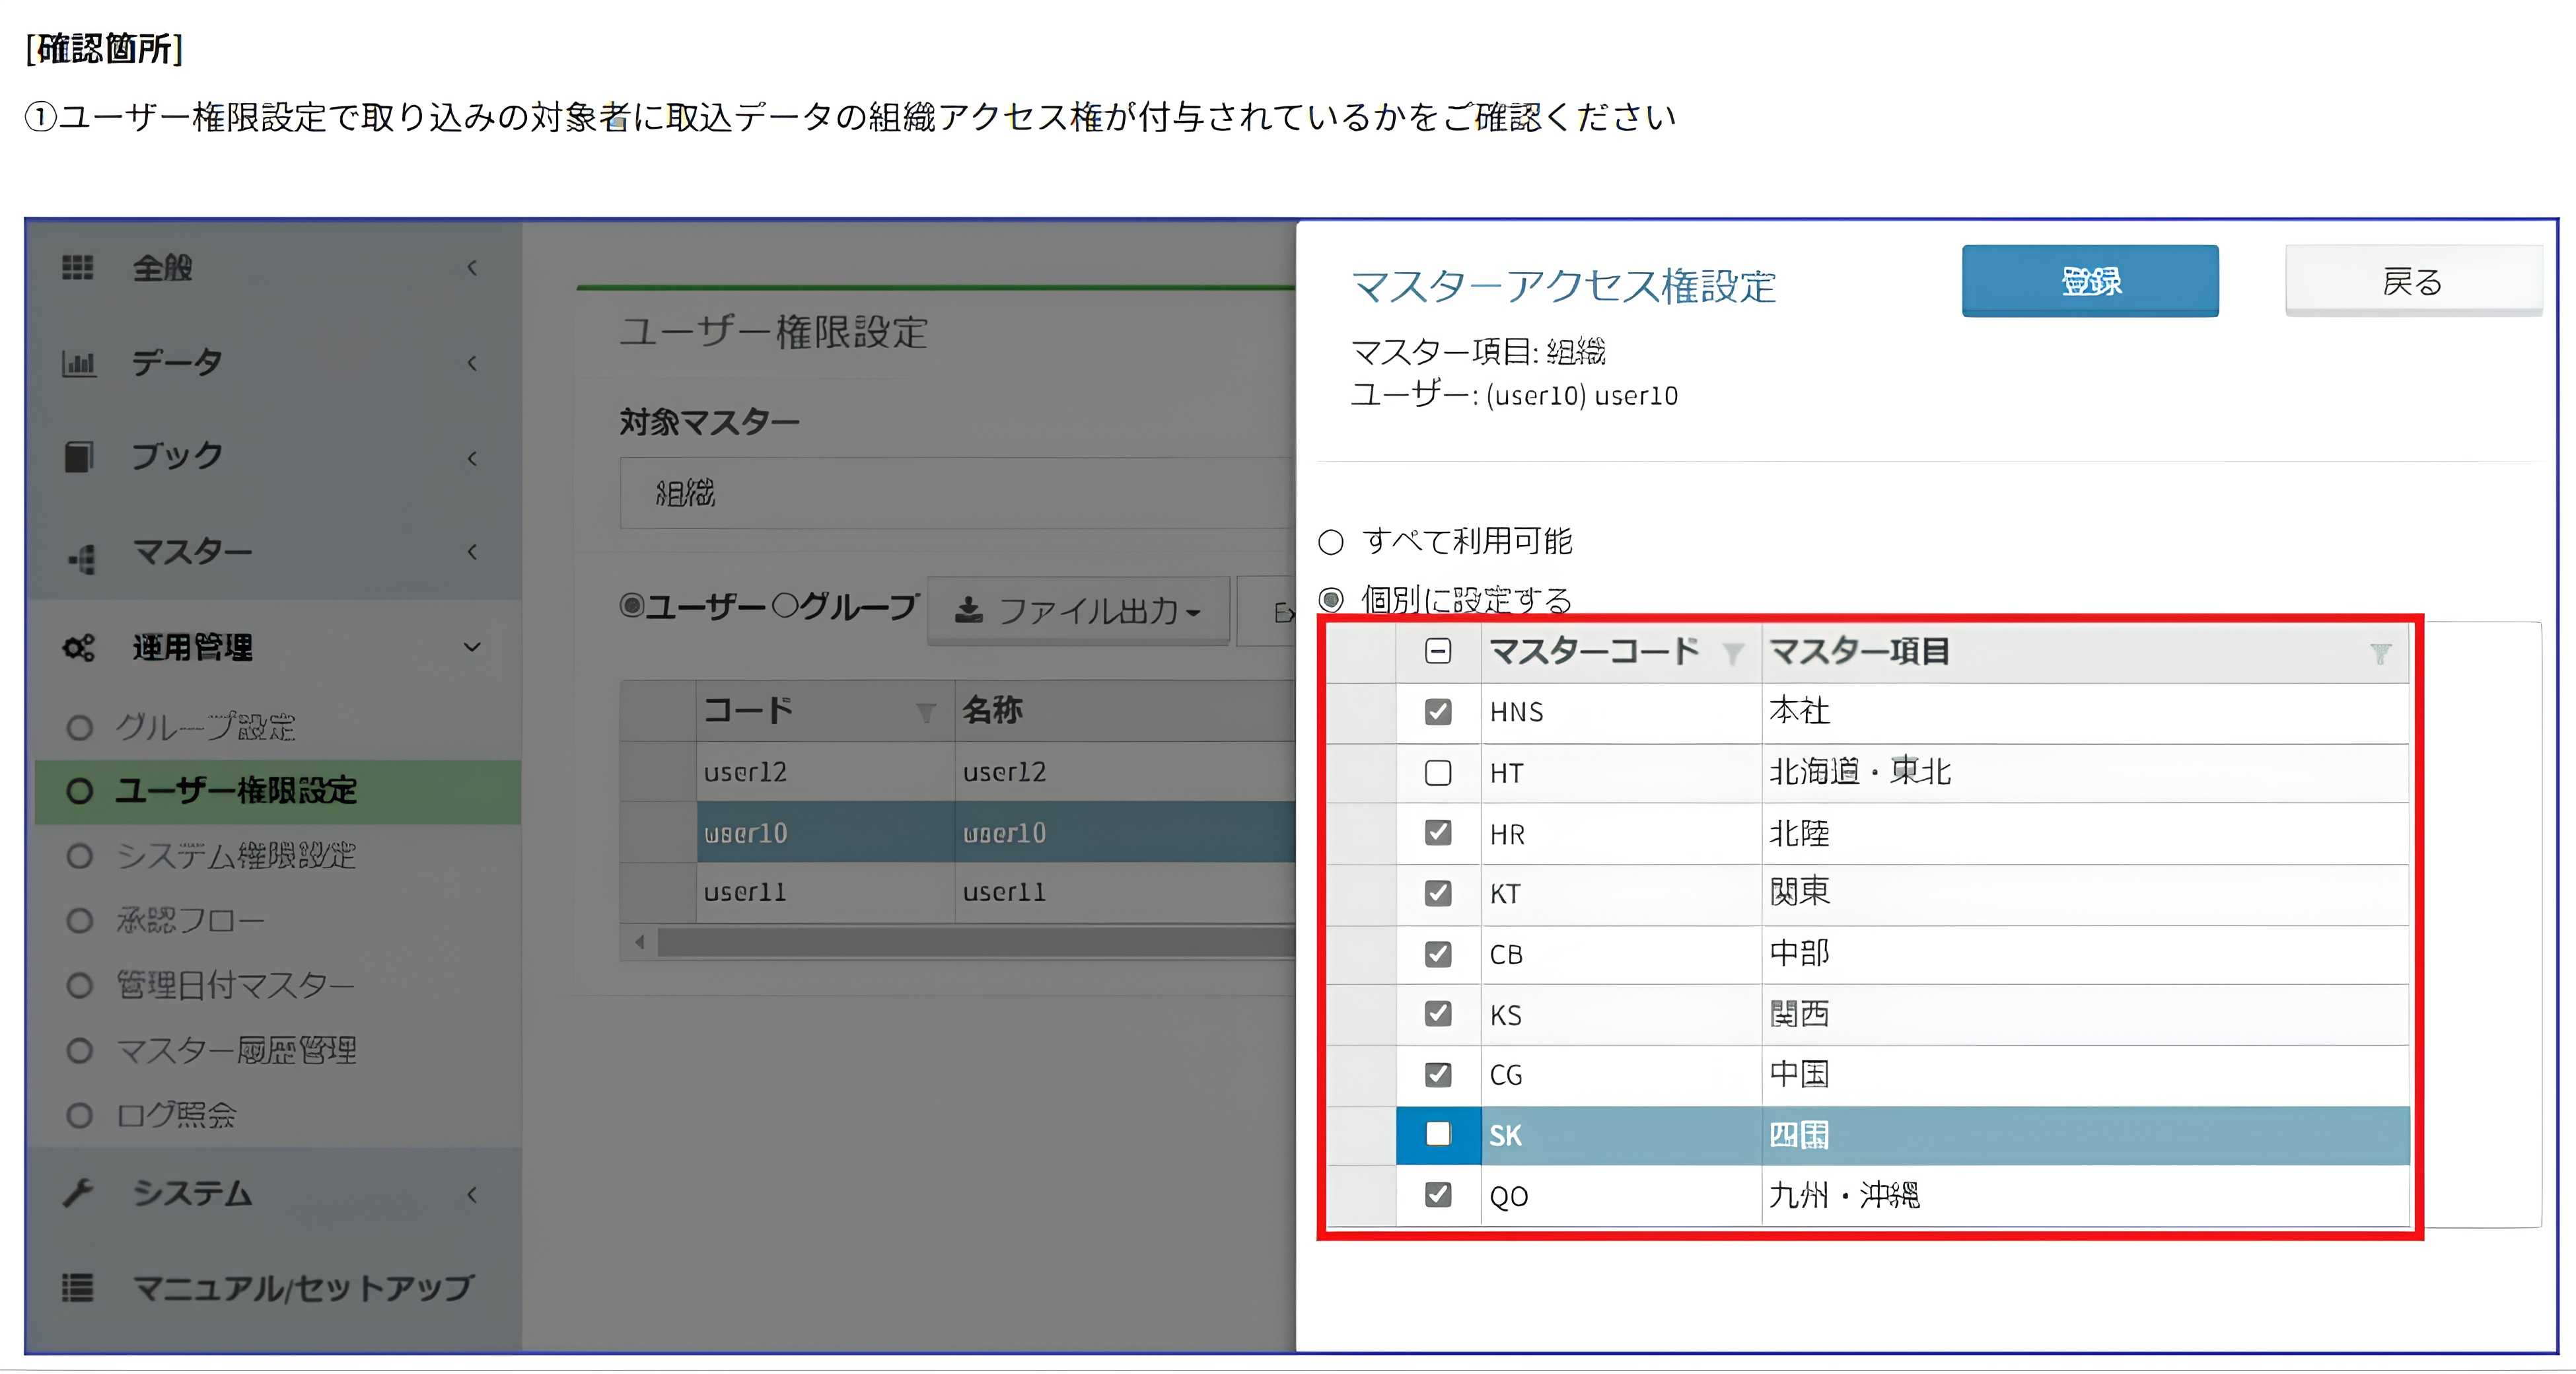 [確認箇所]
①ユーザー権限設定で取り込みの対象者に取込データの組織アクセス権が付与されているかをご確認ください
全般
データ
ブック
マスター
運用管理
グループ設定
ユーザー権限設定
システム権限設定
承認フロー
管理日付マスター
マスター履歴管理
ログ照会
システム
マニュアル/セットアップ
ユーザー権限設定
対象マスター
組織
ユーザー グループ ファイル出力 Ex
コード 名称
user12 user12
user10 user10
user11 user11
マスターアクセス権設定 登録 戻る
マスター項目: 組織
ユーザー: (user10) user10
すべて利用可能
個別に設定する
マスターコード マスター項目
HNS 本社
HT 北海道・東北
HR 北陸
KT 関東
CB 中部
KS 関西
CG 中国
SK 四国
QO 九州・沖縄